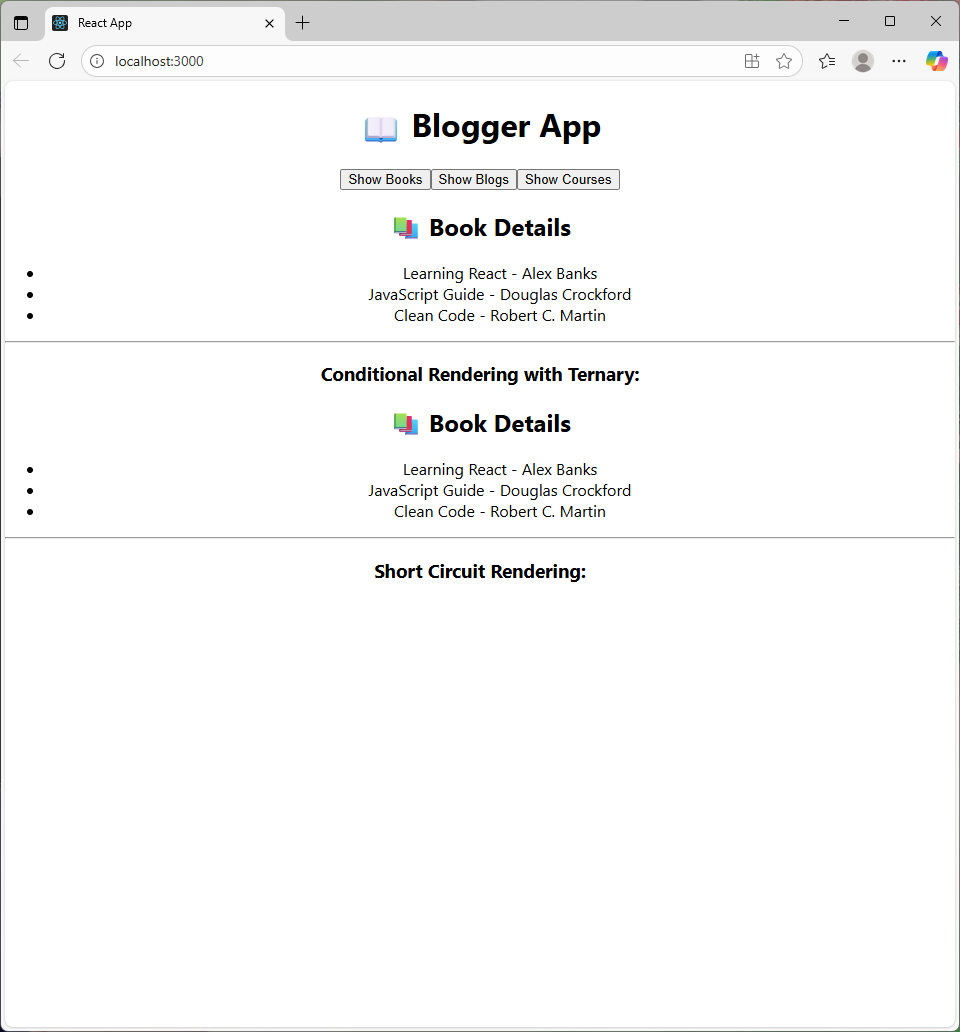 React App
localhost:3000
📖 Blogger App
Show Books Show Blogs Show Courses
📚 Book Details
• Learning React - Alex Banks
• JavaScript Guide - Douglas Crockford
• Clean Code - Robert C. Martin
Conditional Rendering with Ternary:
📚 Book Details
• Learning React - Alex Banks
• JavaScript Guide - Douglas Crockford
• Clean Code - Robert C. Martin
Short Circuit Rendering: